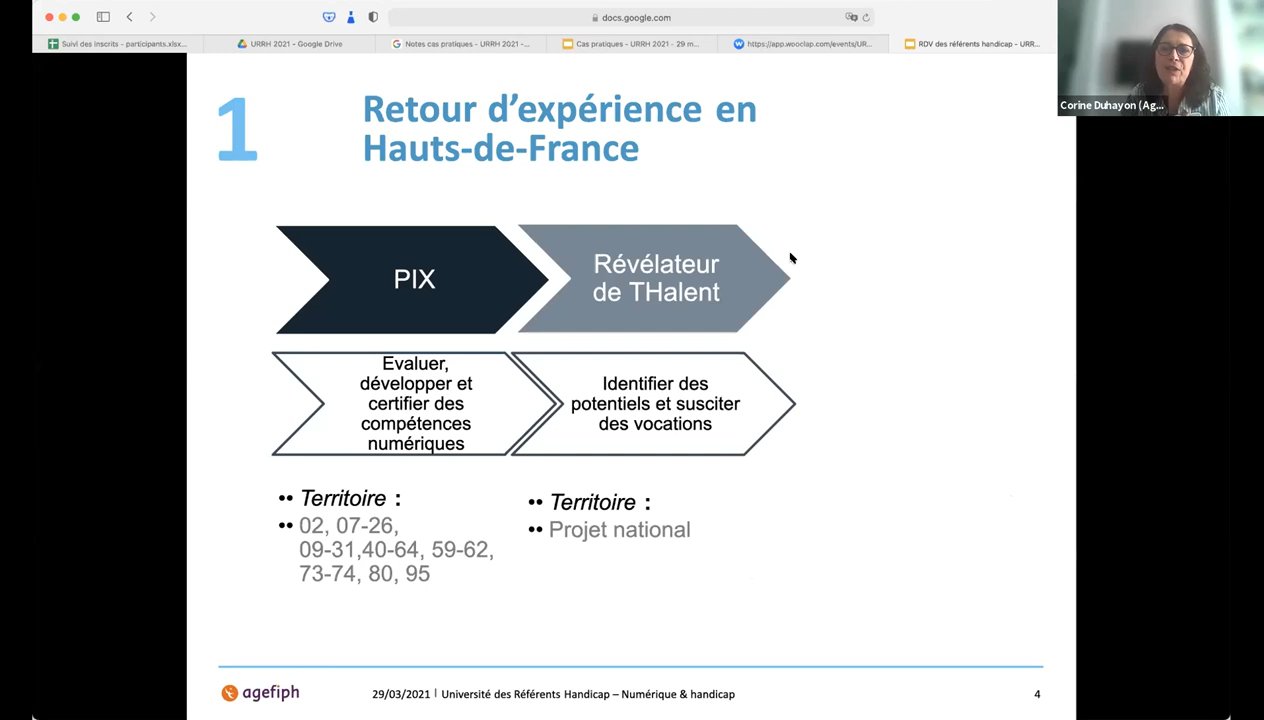 docs.google.com
Suivi des inscrits - participants.xlsx...
URRH 2021 - Google Drive
Notes cas pratiques - URRH 2021 -...
Cas pratiques - URRH 2021 - 29 m...
https://app.wooclap.com/events/UR...
RDV des référents handicap - URR...
Corine Duhayon (Ag...
1
Retour d'expérience en
Hauts-de-France
PIX
Révélateur
de THalent
Evaluer,
développer et
certifier des
compétences
numériques
Identifier des
potentiels et susciter
des vocations
•• Territoire :
•• 02, 07-26,
09-31,40-64, 59-62,
73-74, 80, 95
•• Territoire :
•• Projet national
agefiph
29/03/2021 | Université des Référents Handicap – Numérique & handicap
4